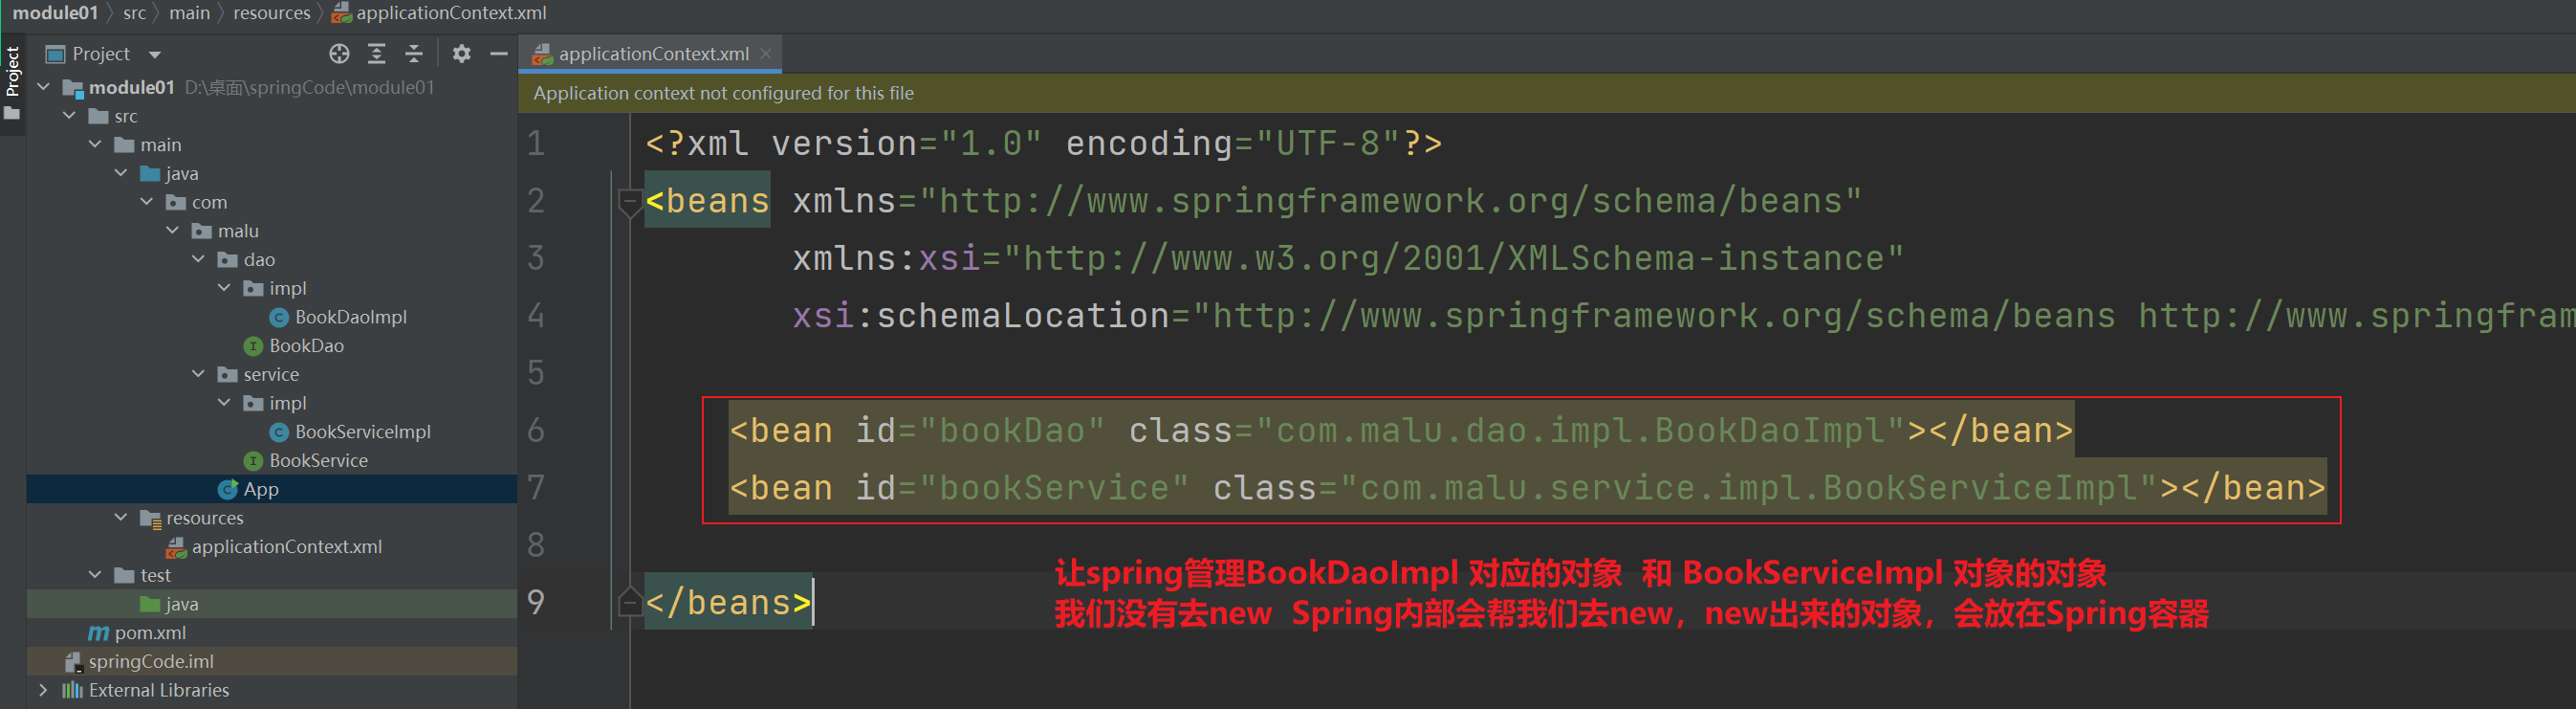 module01 〉 src 〉 main 〉 resources 〉 applicationContext.xml
Project
Project
applicationContext.xml
module01 D:\桌面\springCode\module01
Application context not configured for this file
src
main
java
com
malu
dao
impl
BookDaoImpl
BookDao
service
impl
BookServiceImpl
BookService
App
resources
applicationContext.xml
test
java
pom.xml
springCode.iml
External Libraries
1 <?xml version="1.0" encoding="UTF-8"?>
2 <beans xmlns="http://www.springframework.org/schema/beans"
3 xmlns:xsi="http://www.w3.org/2001/XMLSchema-instance"
4 xsi:schemaLocation="http://www.springframework.org/schema/beans http://www.springfram
5
6 <bean id="bookDao" class="com.malu.dao.impl.BookDaoImpl"></bean>
7 <bean id="bookService" class="com.malu.service.impl.BookServiceImpl"></bean>
8
9 </beans>
让spring管理BookDaoImpl 对应的对象 和 BookServiceImpl 对象的对象
我们没有去new Spring内部会帮我们去new，new出来的对象，会放在Spring容器